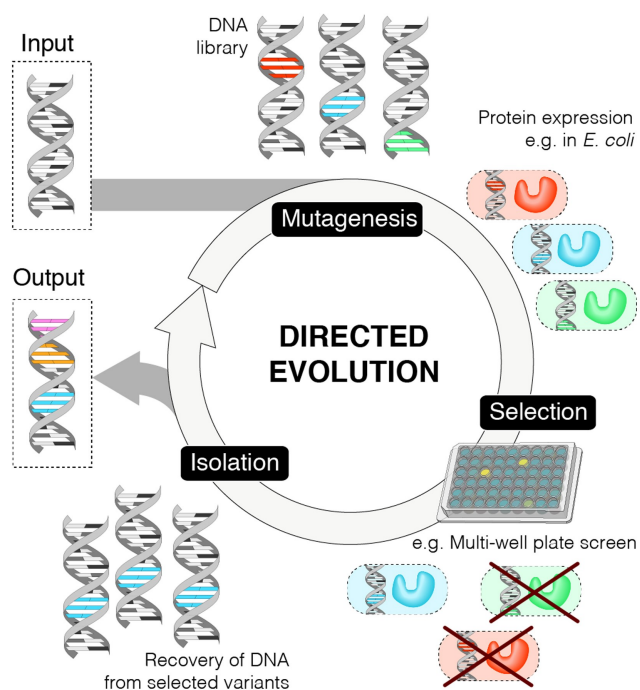 Input
DNA
library
Protein expression
e.g. in E. coli
Mutagenesis
Output
DIRECTED
EVOLUTION
Selection
Isolation
e.g. Multi-well plate screen
Recovery of DNA
from selected variants